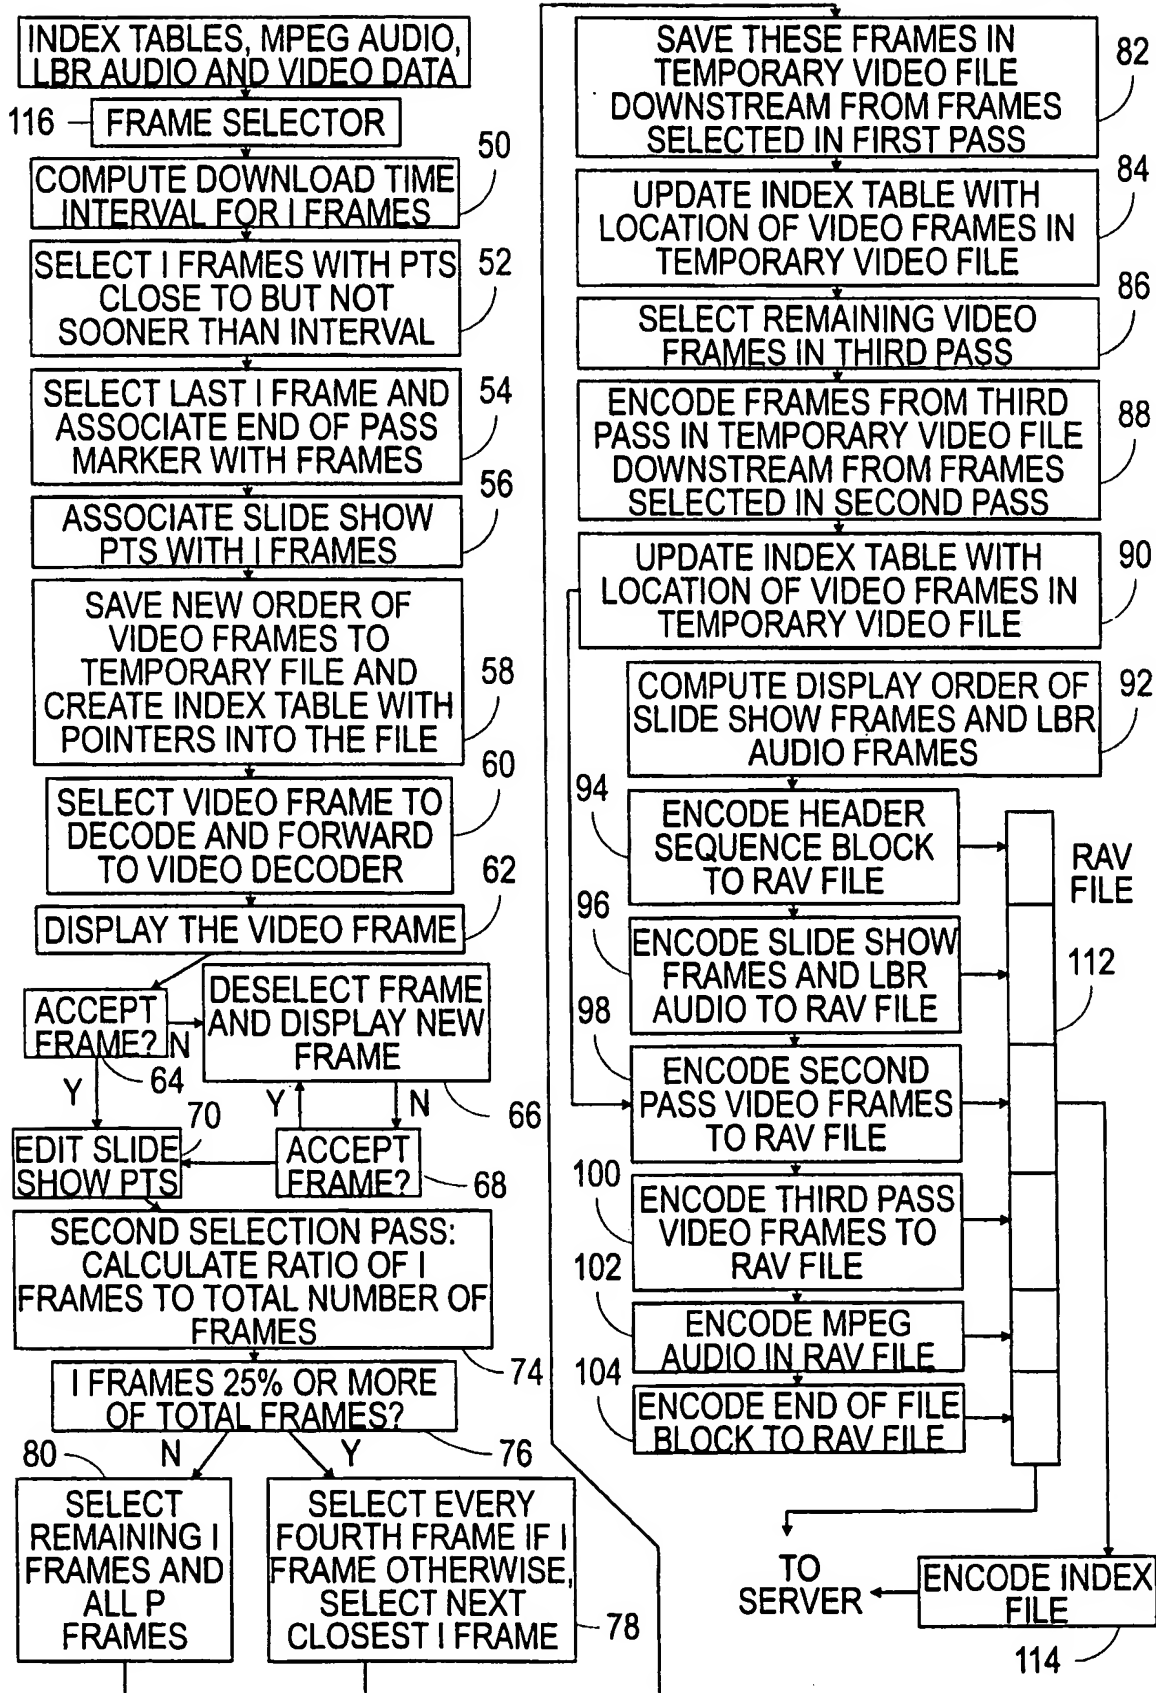 INDEX TABLES, MPEG AUDIO,
LBR AUDIO AND VIDEO DATA
116
FRAME SELECTOR
50
COMPUTE DOWNLOAD TIME
INTERVAL FOR I FRAMES
52
SELECT I FRAMES WITH PTS
CLOSE TO BUT NOT
SOONER THAN INTERVAL
54
SELECT LAST I FRAME AND
ASSOCIATE END OF PASS
MARKER WITH FRAMES
56
ASSOCIATE SLIDE SHOW
PTS WITH I FRAMES
SAVE NEW ORDER OF
VIDEO FRAMES TO
TEMPORARY FILE AND
CREATE INDEX TABLE WITH
POINTERS INTO THE FILE
58
60
SELECT VIDEO FRAME TO
DECODE AND FORWARD
TO VIDEO DECODER
62
DISPLAY THE VIDEO FRAME
ACCEPT
FRAME?
N
64
Y
DESELECT FRAME
AND DISPLAY NEW
FRAME
66
Y
N
70
EDIT SLIDE
SHOW PTS
ACCEPT
FRAME?
68
SECOND SELECTION PASS:
CALCULATE RATIO OF I
FRAMES TO TOTAL NUMBER OF
FRAMES
74
I FRAMES 25% OR MORE
OF TOTAL FRAMES?
76
N
Y
80
SELECT
REMAINING I
FRAMES AND
ALL P
FRAMES
SELECT EVERY
FOURTH FRAME IF I
FRAME OTHERWISE,
SELECT NEXT
CLOSEST I FRAME
78
SAVE THESE FRAMES IN
TEMPORARY VIDEO FILE
DOWNSTREAM FROM FRAMES
SELECTED IN FIRST PASS
82
UPDATE INDEX TABLE WITH
LOCATION OF VIDEO FRAMES IN
TEMPORARY VIDEO FILE
84
86
SELECT REMAINING VIDEO
FRAMES IN THIRD PASS
ENCODE FRAMES FROM THIRD
PASS IN TEMPORARY VIDEO FILE
DOWNSTREAM FROM FRAMES
SELECTED IN SECOND PASS
88
UPDATE INDEX TABLE WITH
LOCATION OF VIDEO FRAMES IN
TEMPORARY VIDEO FILE
90
COMPUTE DISPLAY ORDER OF
SLIDE SHOW FRAMES AND LBR
AUDIO FRAMES
92
94
ENCODE HEADER
SEQUENCE BLOCK
TO RAV FILE
RAV
FILE
96
ENCODE SLIDE SHOW
FRAMES AND LBR
AUDIO TO RAV FILE
112
98
ENCODE SECOND
PASS VIDEO FRAMES
TO RAV FILE
100
ENCODE THIRD PASS
VIDEO FRAMES TO
RAV FILE
102
ENCODE MPEG
AUDIO IN RAV FILE
104
ENCODE END OF FILE
BLOCK TO RAV FILE
TO
SERVER
ENCODE INDEX
FILE
114